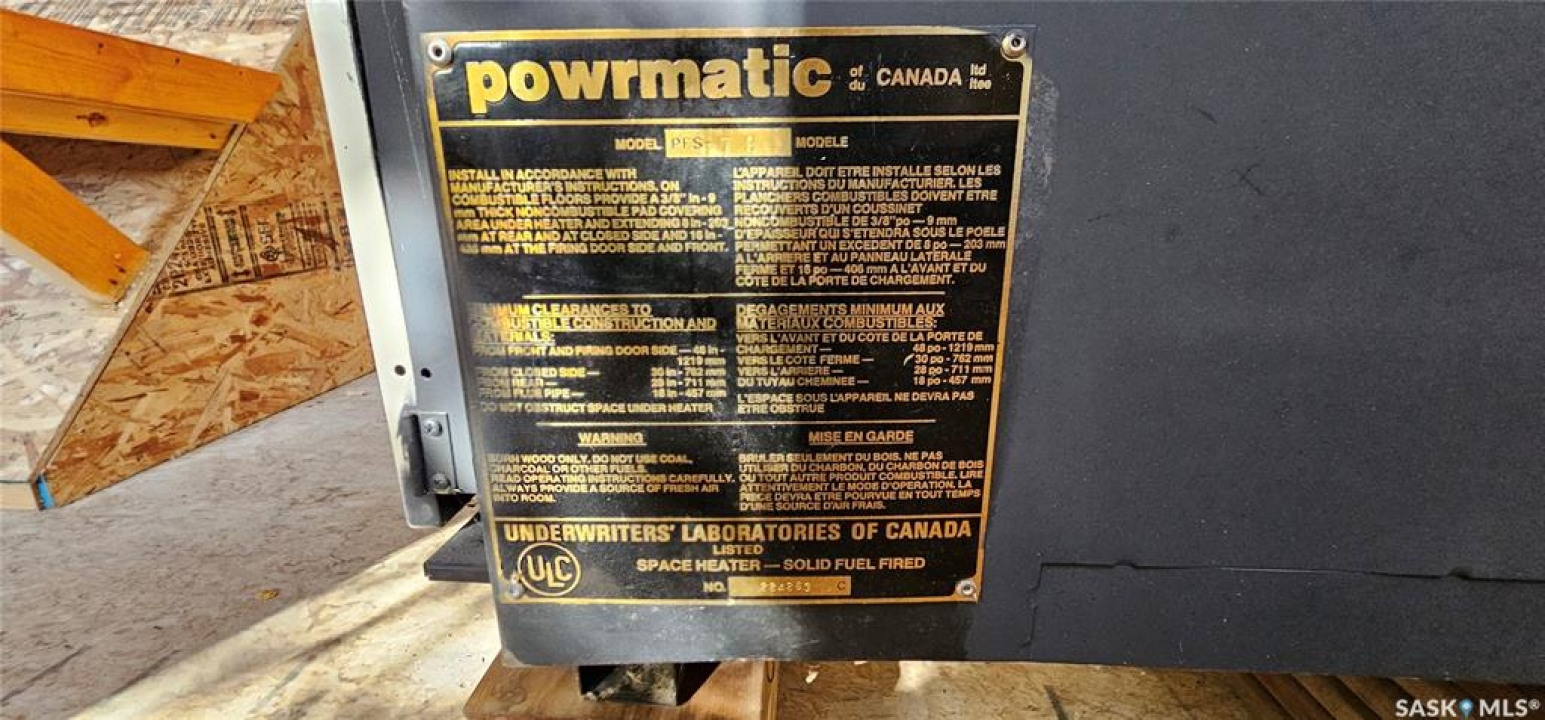 powrmatic of du CANADA ltd ltee
MODEL PFS- MODELE
INSTALL IN ACCORDANCE WITH
MANUFACTURER'S INSTRUCTIONS. ON
COMBUSTIBLE FLOORS PROVIDE A 3/8" in - 9
mm THICK NONCOMBUSTIBLE PAD COVERING
AREA UNDER HEATER AND EXTENDING 8 in - 203
mm AT REAR AND AT CLOSED SIDE AND 16 in -
406 mm AT THE FIRING DOOR SIDE AND FRONT.
L'APPAREIL DOIT ETRE INSTALLE SELON LES
INSTRUCTIONS DU MANUFACTURIER. LES
PLANCHERS COMBUSTIBLES DOIVENT ETRE
RECOUVERTS D'UN COUSSINET
NONCOMBUSTIBLE DE 3/8" po — 9 mm
D'EPAISSEUR QUI S'ETENDRA SOUS LE POELE
PERMETTANT UN EXCEDENT DE 8 po — 203 mm
A L'ARRIERE ET AU PANNEAU LATERALE
FERME ET 16 po — 406 mm A L'AVANT ET DU
COTE DE LA PORTE DE CHARGEMENT.
MINIMUM CLEARANCES TO
COMBUSTIBLE CONSTRUCTION AND
MATERIALS:
FROM FRONT AND FIRING DOOR SIDE — 48 in -
1219 mm
FROM CLOSED SIDE — 30 in - 762 mm
FROM REAR — 28 in - 711 mm
FROM FLUE PIPE — 18 in - 457 mm
DO NOT OBSTRUCT SPACE UNDER HEATER
DEGAGEMENTS MINIMUM AUX
MATERIAUX COMBUSTIBLES:
VERS L'AVANT ET DU COTE DE LA PORTE DE
CHARGEMENT — 48 po - 1219 mm
VERS LE COTE FERME — 30 po - 762 mm
VERS L'ARRIERE — 28 po - 711 mm
DU TUYAU CHEMINEE — 18 po - 457 mm
L'ESPACE SOUS L'APPAREIL NE DEVRA PAS
ETRE OBSTRUE
WARNING
BURN WOOD ONLY. DO NOT USE COAL,
CHARCOAL OR OTHER FUELS.
READ OPERATING INSTRUCTIONS CAREFULLY.
ALWAYS PROVIDE A SOURCE OF FRESH AIR
INTO ROOM.
MISE EN GARDE
BRULER SEULEMENT DU BOIS. NE PAS
UTILISER DU CHARBON, DU CHARBON DE BOIS
OU TOUT AUTRE PRODUIT COMBUSTIBLE. LIRE
ATTENTIVEMENT LE MODE D'OPERATION. LA
PIECE DEVRA ETRE POURVUE EN TOUT TEMPS
D'UNE SOURCE D'AIR FRAIS.
UNDERWRITERS' LABORATORIES OF CANADA
LISTED
ULC
SPACE HEATER — SOLID FUEL FIRED
NO. C
SASK MLS®